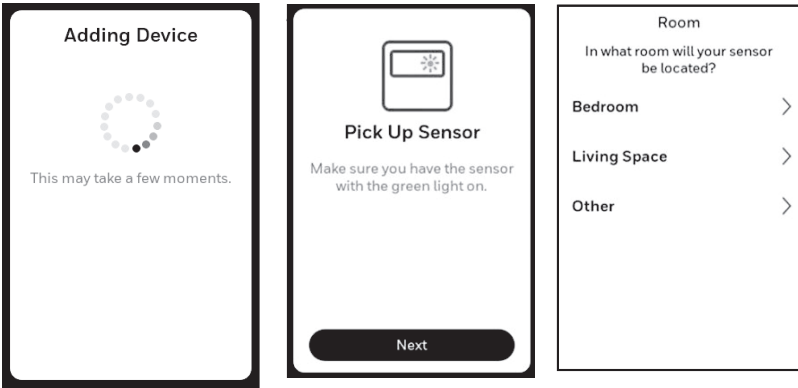 Adding Device
This may take a few moments.
Pick Up Sensor
Make sure you have the sensor
with the green light on.
Next
Room
In what room will your sensor
be located?
Bedroom
Living Space
Other